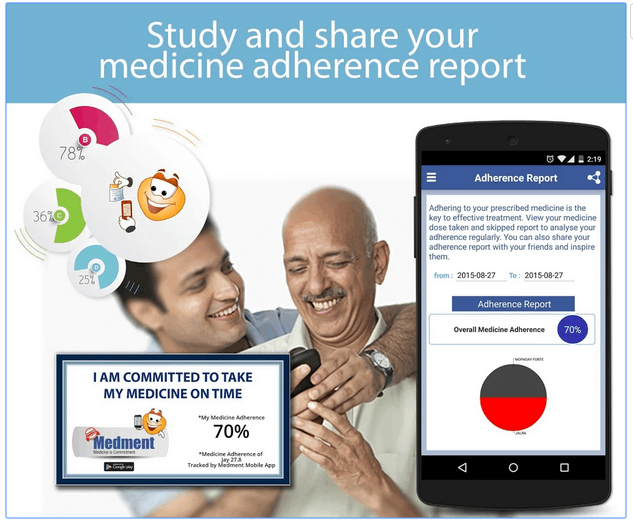 Study and share your
medicine adherence report
B
78%
36%
C
D
25%
2:19
Adherence Report
Adhering to your prescribed medicine is the
key to effective treatment. View your medicine
dose taken and skipped report to analyse your
adherence regularly. You can also share your
adherence report with your friends and inspire
them.
from : 2015-08-27 To : 2015-08-27
Adherence Report
Overall Medicine Adherence 70%
I AM COMMITTED TO TAKE
MY MEDICINE ON TIME
*My Medicine Adherence
70%
Medment
Medicine is Commitment
Google play
*Medicine Adherence of
Jay 27.8
Tracked by Medment Mobile App